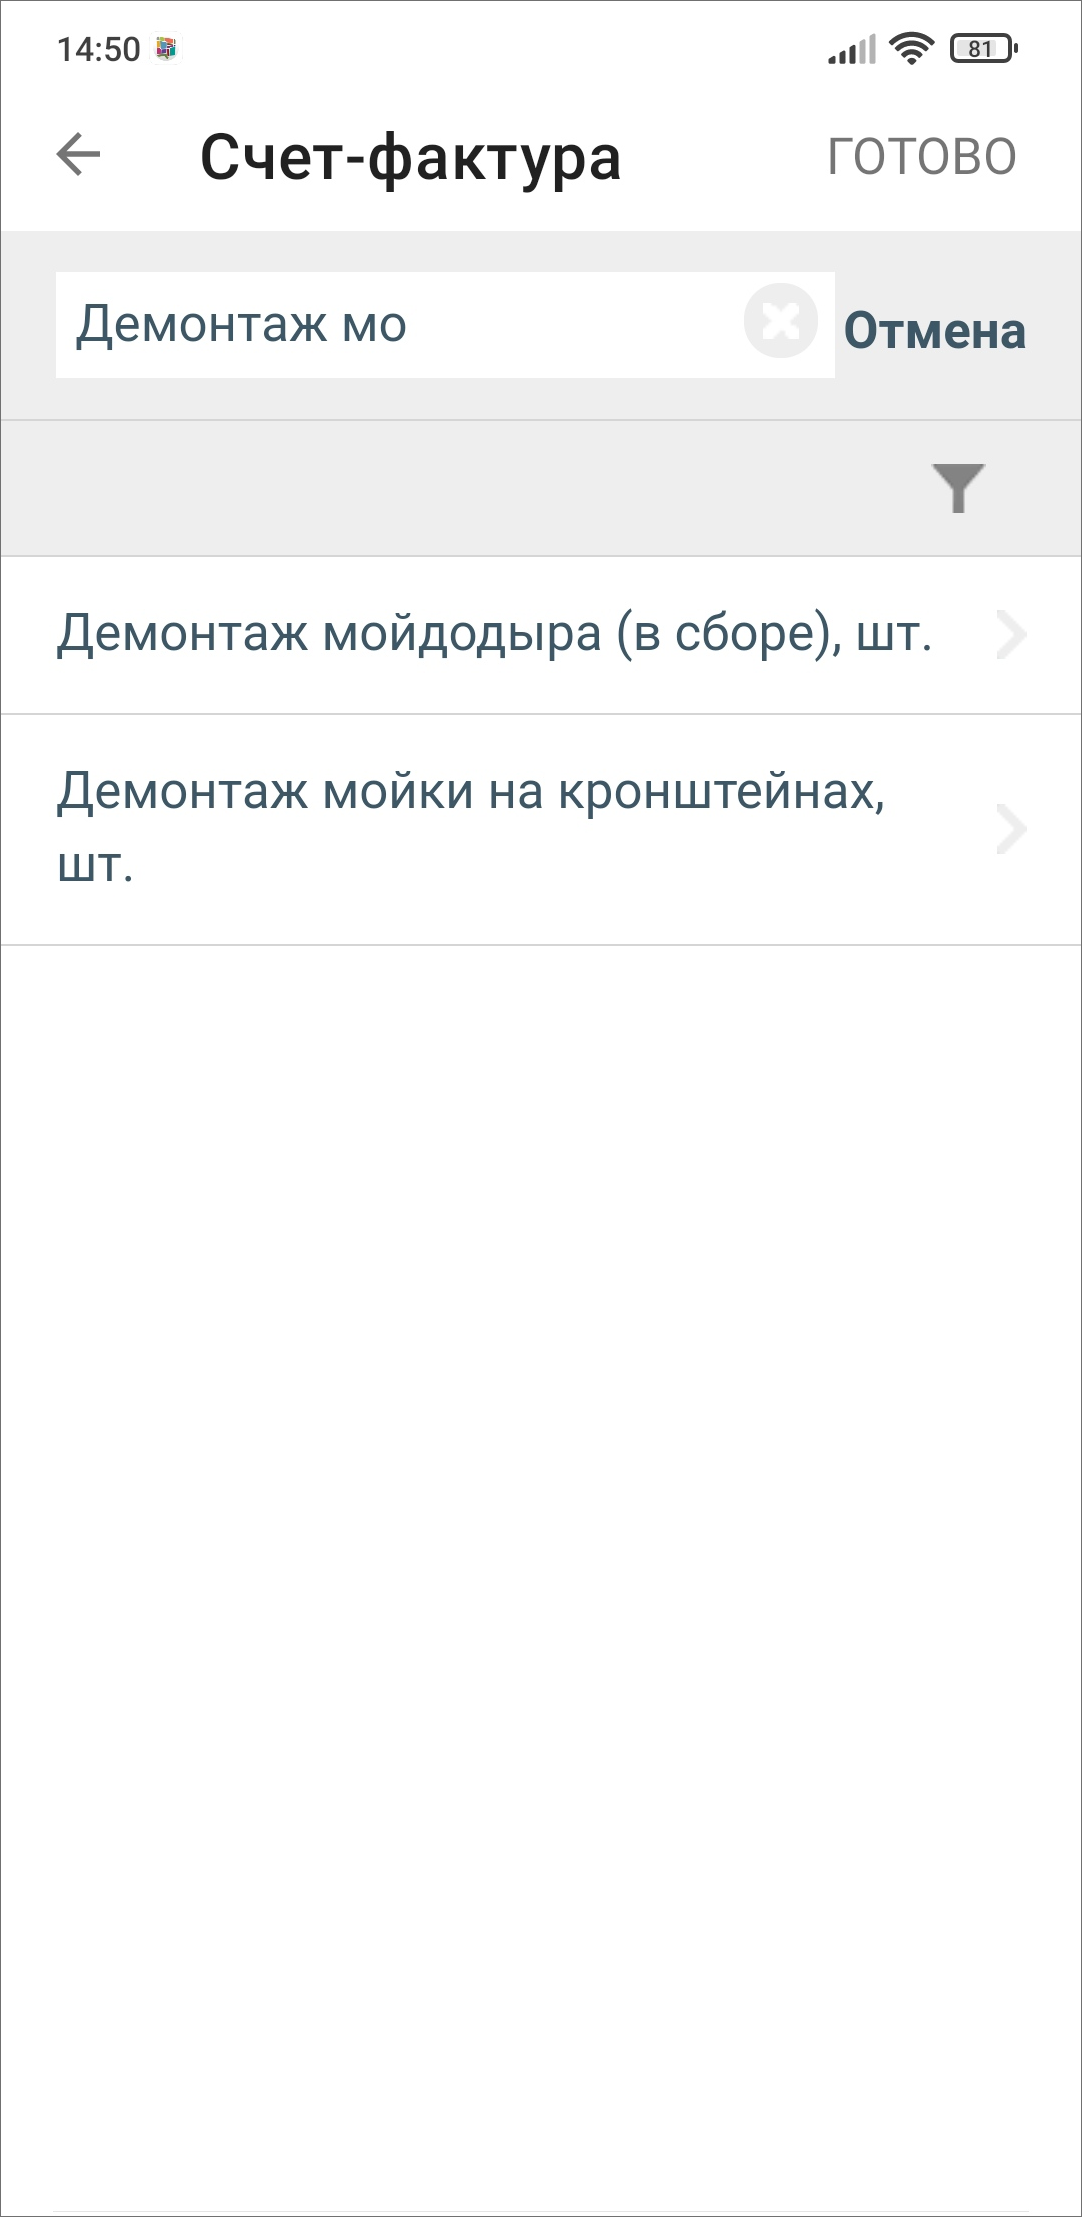 14:50
81
Счет-фактура
ГОТОВО
Демонтаж мо
Отмена
Демонтаж мойдодыра (в сборе), шт.
Демонтаж мойки на кронштейнах,
шт.